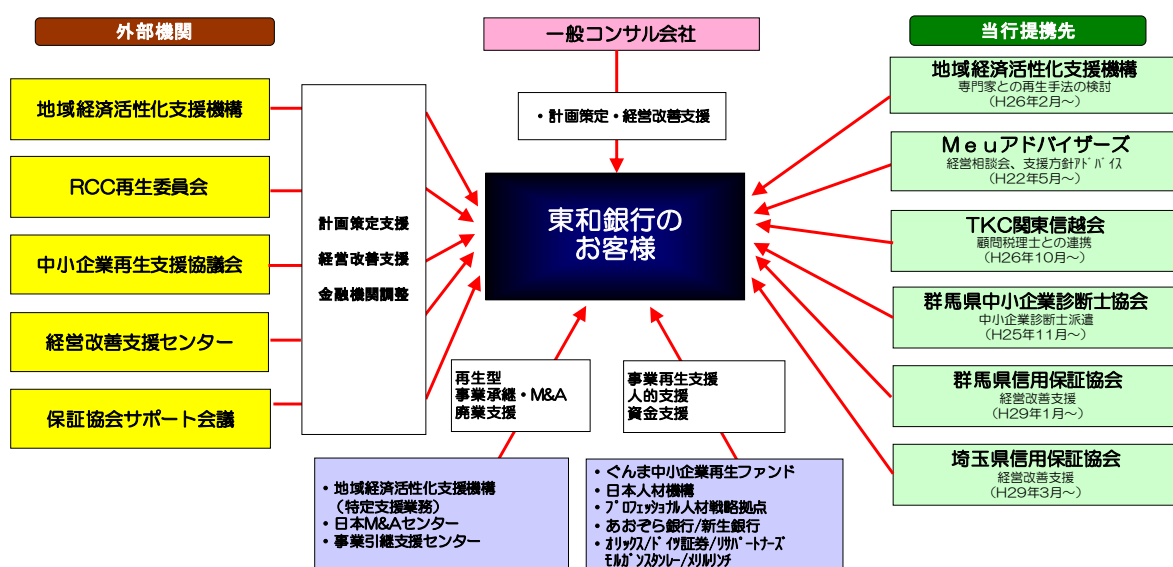 外部機関
一般コンサル会社
当行提携先
地域経済活性化支援機構
RCC再生委員会
中小企業再生支援協議会
経営改善支援センター
保証協会サポート会議
計画策定支援
経営改善支援
金融機関調整
・計画策定・経営改善支援
東和銀行の
お客様
再生型
事業承継・M&A
廃業支援
事業再生支援
人的支援
資金支援
・地域経済活性化支援機構
（特定支援業務）
・日本M&Aセンター
・事業引継支援センター
・ぐんま中小企業再生ファンド
・日本人材機構
・プロフェッショナル人材戦略拠点
・あおぞら銀行/新生銀行
・オリックス/ドイツ証券/リサパートナーズ
モルガンスタンレー/メリルリンチ
地域経済活性化支援機構
専門家との再生手法の検討
（H26年2月～）
Ｍｅｕアドバイザーズ
経営相談会、支援方針アドバイス
（H22年5月～）
TKC関東信越会
顧問税理士との連携
（H26年10月～）
群馬県中小企業診断士協会
中小企業診断士派遣
（H25年11月～）
群馬県信用保証協会
経営改善支援
（H29年1月～）
埼玉県信用保証協会
経営改善支援
（H29年3月～）